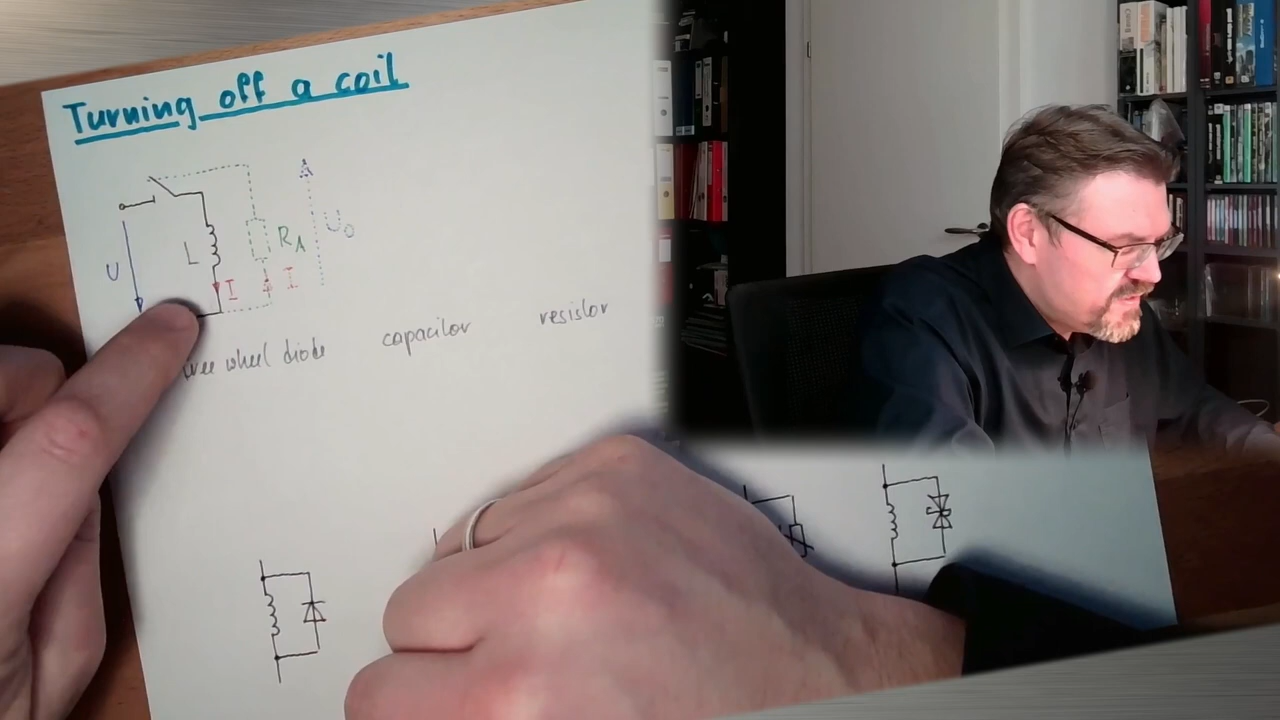 Turning off a coil
U
L
I
R
I
U
wheel diode
capacitor
resistor